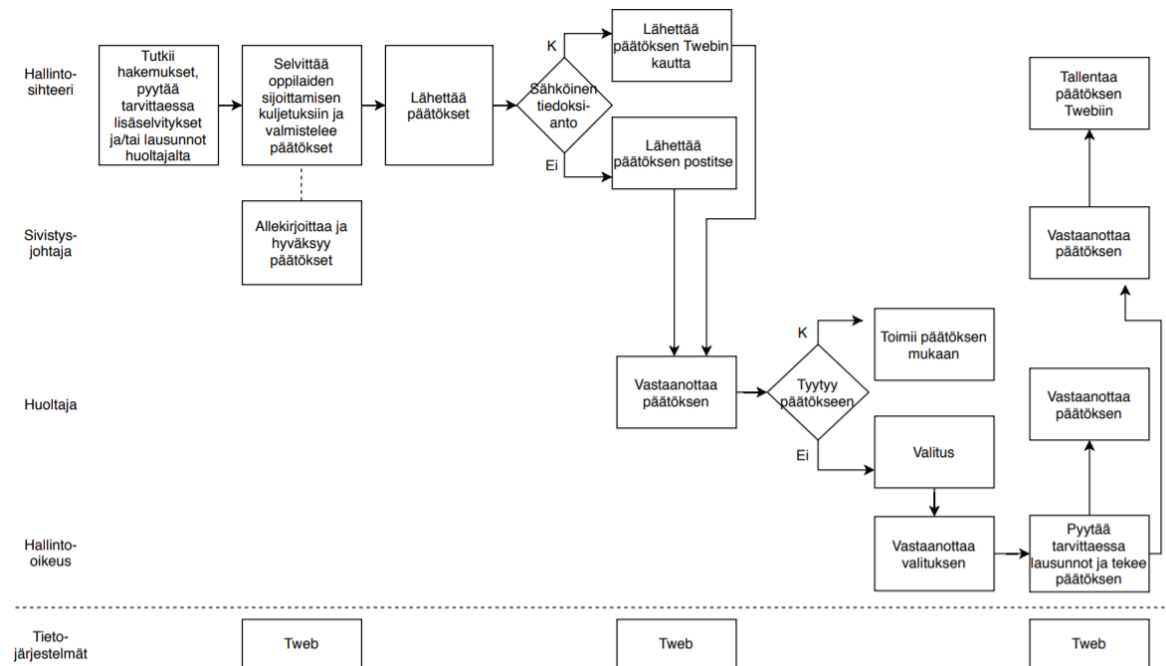 Hallinto-
sihteeri
Tutkii
hakemukset,
pyytää
tarvittaessa
lisäselvitykset
ja/tai lausunnot
huoltajalta
Selvittää
oppilaiden
sijoittamisen
kuljetuksiin ja
valmistelee
päätökset
Lähettää
päätökset
K
Sähköinen
tiedoksi-
anto
Ei
Lähettää
päätöksen Twebin
kautta
Lähettää
päätöksen postitse
Tallentaa
päätöksen
Twebiin
Sivistys-
johtaja
Allekirjoittaa ja
hyväksyy
päätökset
Vastaanottaa
päätöksen
Huoltaja
Vastaanottaa
päätöksen
K
Tyytyy
päätökseen
Ei
Toimii päätöksen
mukaan
Valitus
Vastaanottaa
päätöksen
Hallinto-
oikeus
Vastaanottaa
valituksen
Pyytää
tarvittaessa
lausunnot ja tekee
päätöksen
Tieto-
järjestelmät
Tweb
Tweb
Tweb